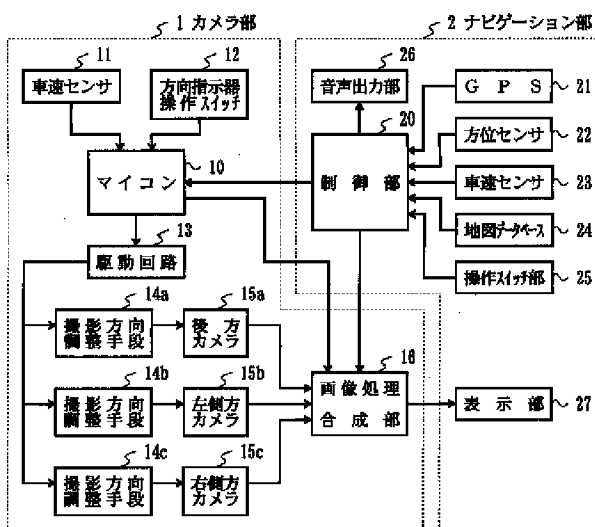 1 カメラ部
2 ナビゲーション部
11
車速センサ
12
方向指示器
操作スイッチ
26
音声出力部
G P S
21
10
マイコン
20
制御部
方位センサ
22
車速センサ
23
地図データベース
24
操作スイッチ部
25
13
駆動回路
14a
撮影方向
調整手段
15a
後方
カメラ
14b
撮影方向
調整手段
15b
左側方
カメラ
14c
撮影方向
調整手段
15c
右側方
カメラ
16
画像処理
合成部
表示部
27